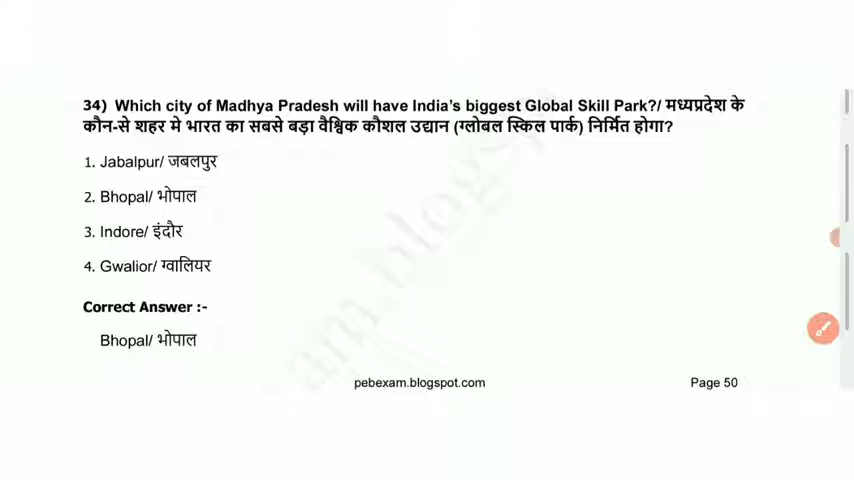 34) Which city of Madhya Pradesh will have India's biggest Global Skill Park?/ मध्यप्रदेश के
कौन-से शहर मे भारत का सबसे बड़ा वैश्विक कौशल उद्यान (ग्लोबल स्किल पार्क) निर्मित होगा?
1. Jabalpur/ जबलपुर
2. Bhopal/ भोपाल
3. Indore/ इंदौर
4. Gwalior/ ग्वालियर
Correct Answer :-
Bhopal/ भोपाल
am.blogsp
pebexam.blogspot.com Page 50